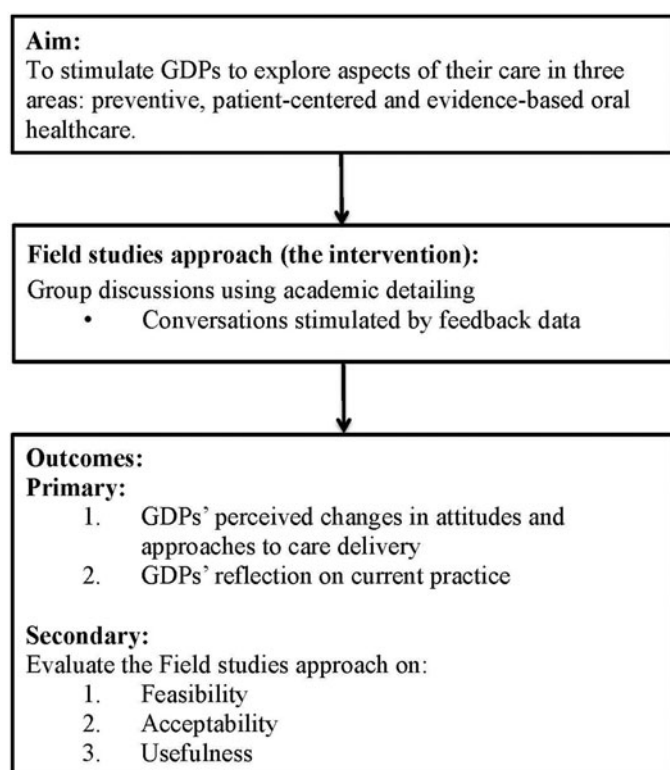 Aim:
To stimulate GDPs to explore aspects of their care in three
areas: preventive, patient-centered and evidence-based oral
healthcare.
Field studies approach (the intervention):
Group discussions using academic detailing
• Conversations stimulated by feedback data
Outcomes:
Primary:
1. GDPs’ perceived changes in attitudes and
approaches to care delivery
2. GDPs’ reflection on current practice
Secondary:
Evaluate the Field studies approach on:
1. Feasibility
2. Acceptability
3. Usefulness